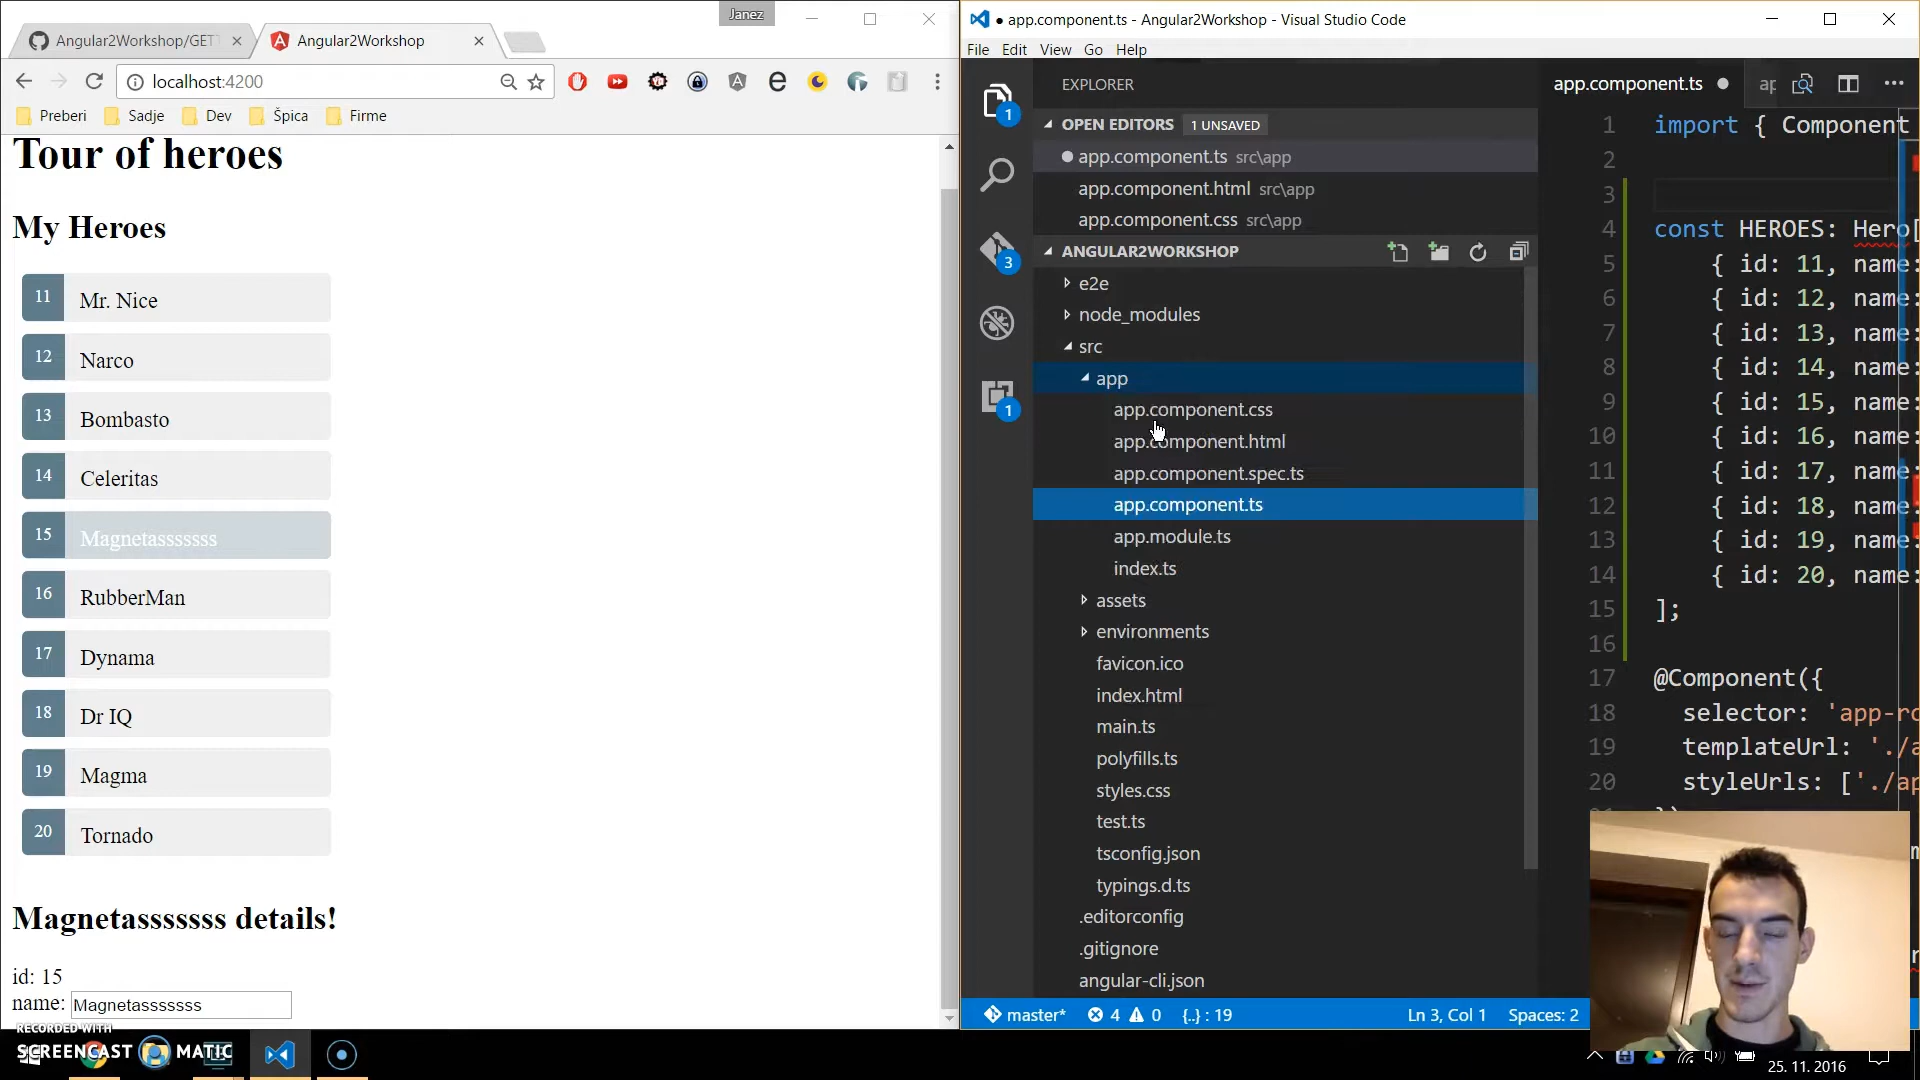 Janez
Angular2Workshop/GET
Angular2Workshop
localhost:4200
Preberi
Sadje
Dev
Špica
Firme
Tour of heroes
My Heroes
11 Mr. Nice
12 Narco
13 Bombasto
14 Celeritas
15 Magnetasssssss
16 RubberMan
17 Dynama
18 Dr IQ
19 Magma
20 Tornado
Magnetasssssss details!
id: 15
name: Magnetasssssss
RECORDED WITH
SCREENCAST MATIC
● app.component.ts - Angular2Workshop - Visual Studio Code
File Edit View Go Help
EXPLORER
OPEN EDITORS 1 UNSAVED
app.component.ts src\app
app.component.html src\app
app.component.css src\app
ANGULAR2WORKSHOP
e2e
node_modules
src
app
app.component.css
app.component.html
app.component.spec.ts
app.component.ts
app.module.ts
index.ts
assets
environments
favicon.ico
index.html
main.ts
polyfills.ts
styles.css
test.ts
tsconfig.json
typings.d.ts
.editorconfig
.gitignore
angular-cli.json
1
3
1
app.component.ts ap
1 import { Component
2
3
4 const HEROES: Hero[
5 { id: 11, name:
6 { id: 12, name:
7 { id: 13, name:
8 { id: 14, name:
9 { id: 15, name:
10 { id: 16, name:
11 { id: 17, name:
12 { id: 18, name:
13 { id: 19, name:
14 { id: 20, name:
15 ];
16
17 @Component({
18 selector: 'app-ro
19 templateUrl: './a
20 styleUrls: ['./ap
master* 4 0 {..} : 19 Ln 3, Col 1 Spaces: 2
25. 11. 2016